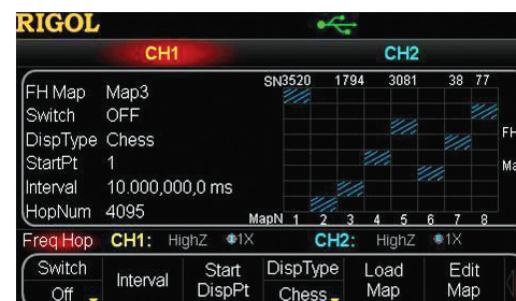 RIGOL
CH1 CH2
SN3520 1794 3081 38 77
FH Map Map3
Switch OFF
DispType Chess
StartPt 1
Interval 10.000,000,0 ms
HopNum 4095
FH
Ma
MapN 1 2 3 4 5 6 7 8
Freq Hop CH1: HighZ 1X CH2: HighZ 1X
Switch Off
Interval
Start DispPt
DispType Chess
Load Map
Edit Map